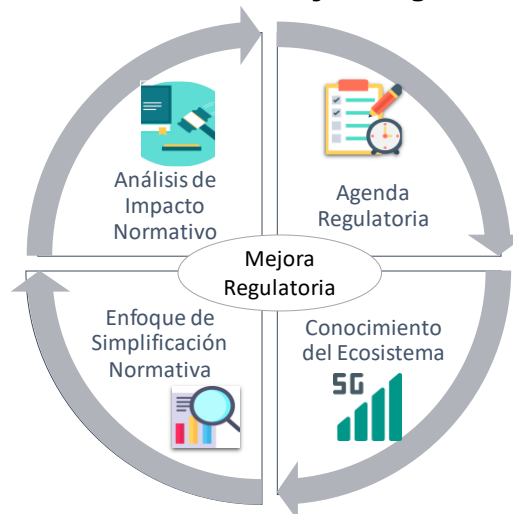 Análisis de
Impacto
Normativo
Agenda
Regulatoria
Mejora
Regulatoria
Enfoque de
Simplificación
Normativa
Conocimiento
del Ecosistema
5G